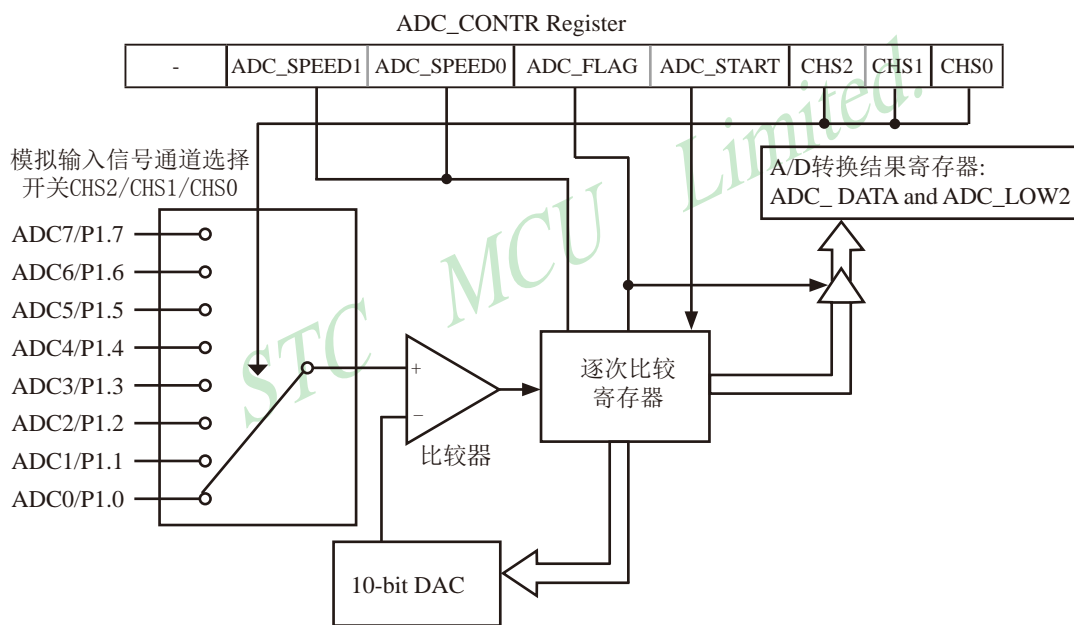 ADC_CONTR Register
- ADC_SPEED1 ADC_SPEED0 ADC_FLAG ADC_START CHS2 CHS1 CHS0
模拟输入信号通道选择
开关CHS2/CHS1/CHS0
A/D转换结果寄存器:
ADC_ DATA and ADC_LOW2
ADC7/P1.7
ADC6/P1.6
ADC5/P1.5
ADC4/P1.4
ADC3/P1.3
ADC2/P1.2
ADC1/P1.1
ADC0/P1.0
+
−
比较器
逐次比较
寄存器
10-bit DAC
STC MCU Limited.